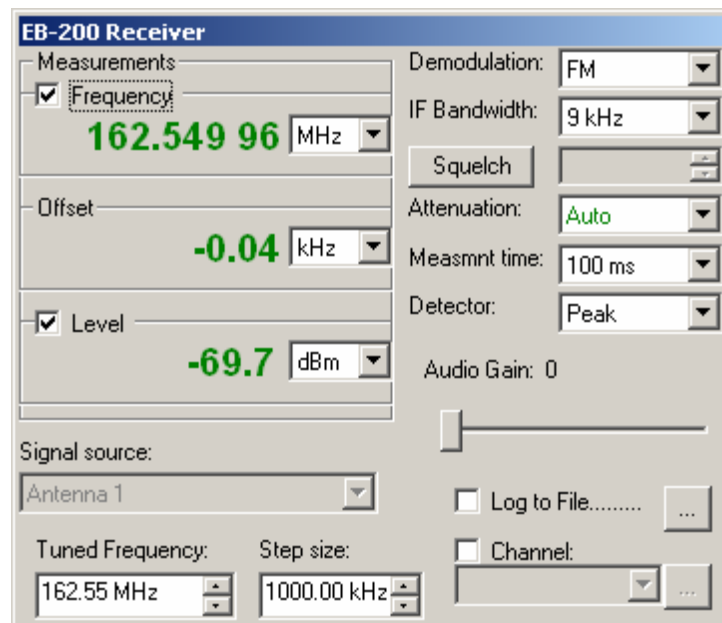 EB-200 Receiver
Measurements
Frequency
162.549 96 MHz
Offset
-0.04 kHz
Level
-69.7 dBm
Signal source:
Antenna 1
Tuned Frequency:
162.55 MHz
Step size:
1000.00 kHz
Demodulation: FM
IF Bandwidth: 9 kHz
Squelch
Attenuation: Auto
Measmnt time: 100 ms
Detector: Peak
Audio Gain: 0
Log to File......... ...
Channel:
...